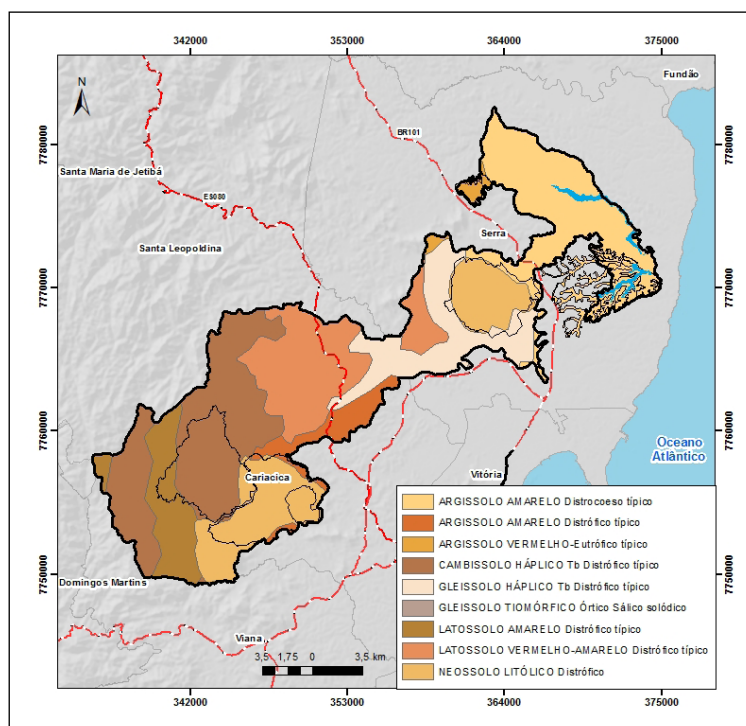 342000 353000 364000 375000
Fundão
N
7780000 7780000
BR101
Santa Maria de Jetibá
ES080
Santa Leopoldina
Serra
7770000 7770000
7760000 7760000
Oceano
Atlântico
Vitória
Cariacica
ARGISSOLO AMARELO Distrocoeso típico
ARGISSOLO AMARELO Distrófico típico
ARGISSOLO VERMELHO-Eutrófico típico
CAMBISSOLO HÁPLICO Tb Distrófico típico
GLEISSOLO HÁPLICO Tb Distrófico típico
GLEISSOLO TIOMÓRFICO Órtico Sálico solódico
LATOSSOLO AMARELO Distrófico típico
LATOSSOLO VERMELHO-AMARELO Distrófico típico
NEOSSOLO LITÓLICO Distrófico
7750000 7750000
Domingos Martins
Viana
3,5 1,75 0 3,5 km
342000 353000 364000 375000